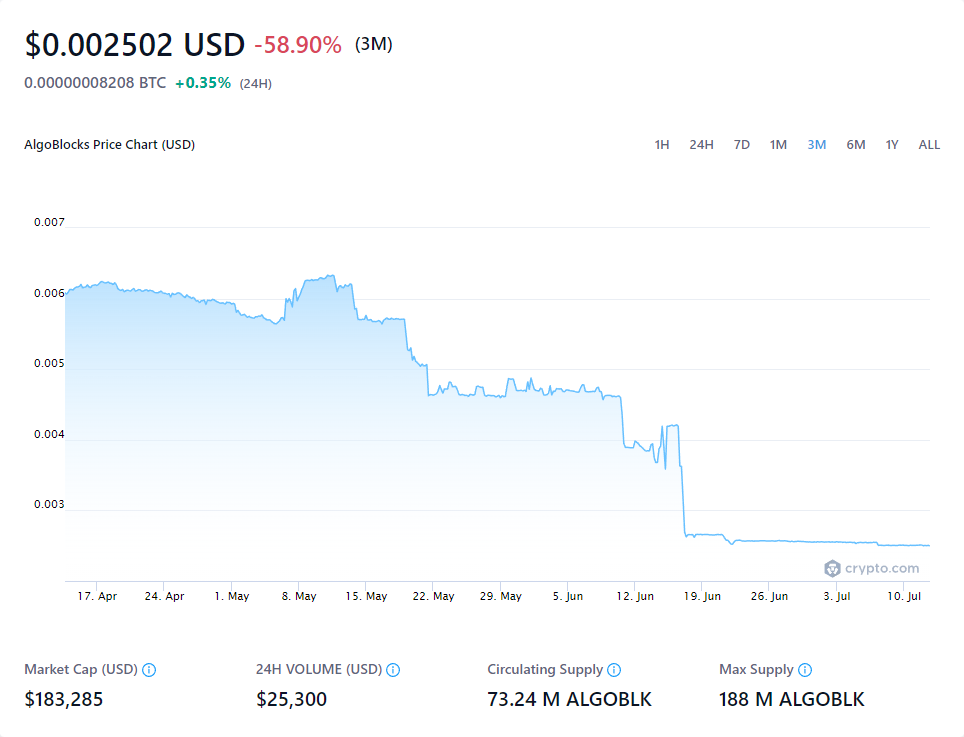 $0.002502 USD -58.90% (3M)
0.00000008208 BTC +0.35% (24H)
AlgoBlocks Price Chart (USD)
1H 24H 7D 1M 3M 6M 1Y ALL
0.007
0.006
0.005
0.004
0.003
crypto.com
17. Apr 24. Apr 1. May 8. May 15. May 22. May 29. May 5. Jun 12. Jun 19. Jun 26. Jun 3. Jul 10. Jul
Market Cap (USD) 24H VOLUME (USD) Circulating Supply Max Supply
$183,285 $25,300 73.24 M ALGOBLK 188 M ALGOBLK